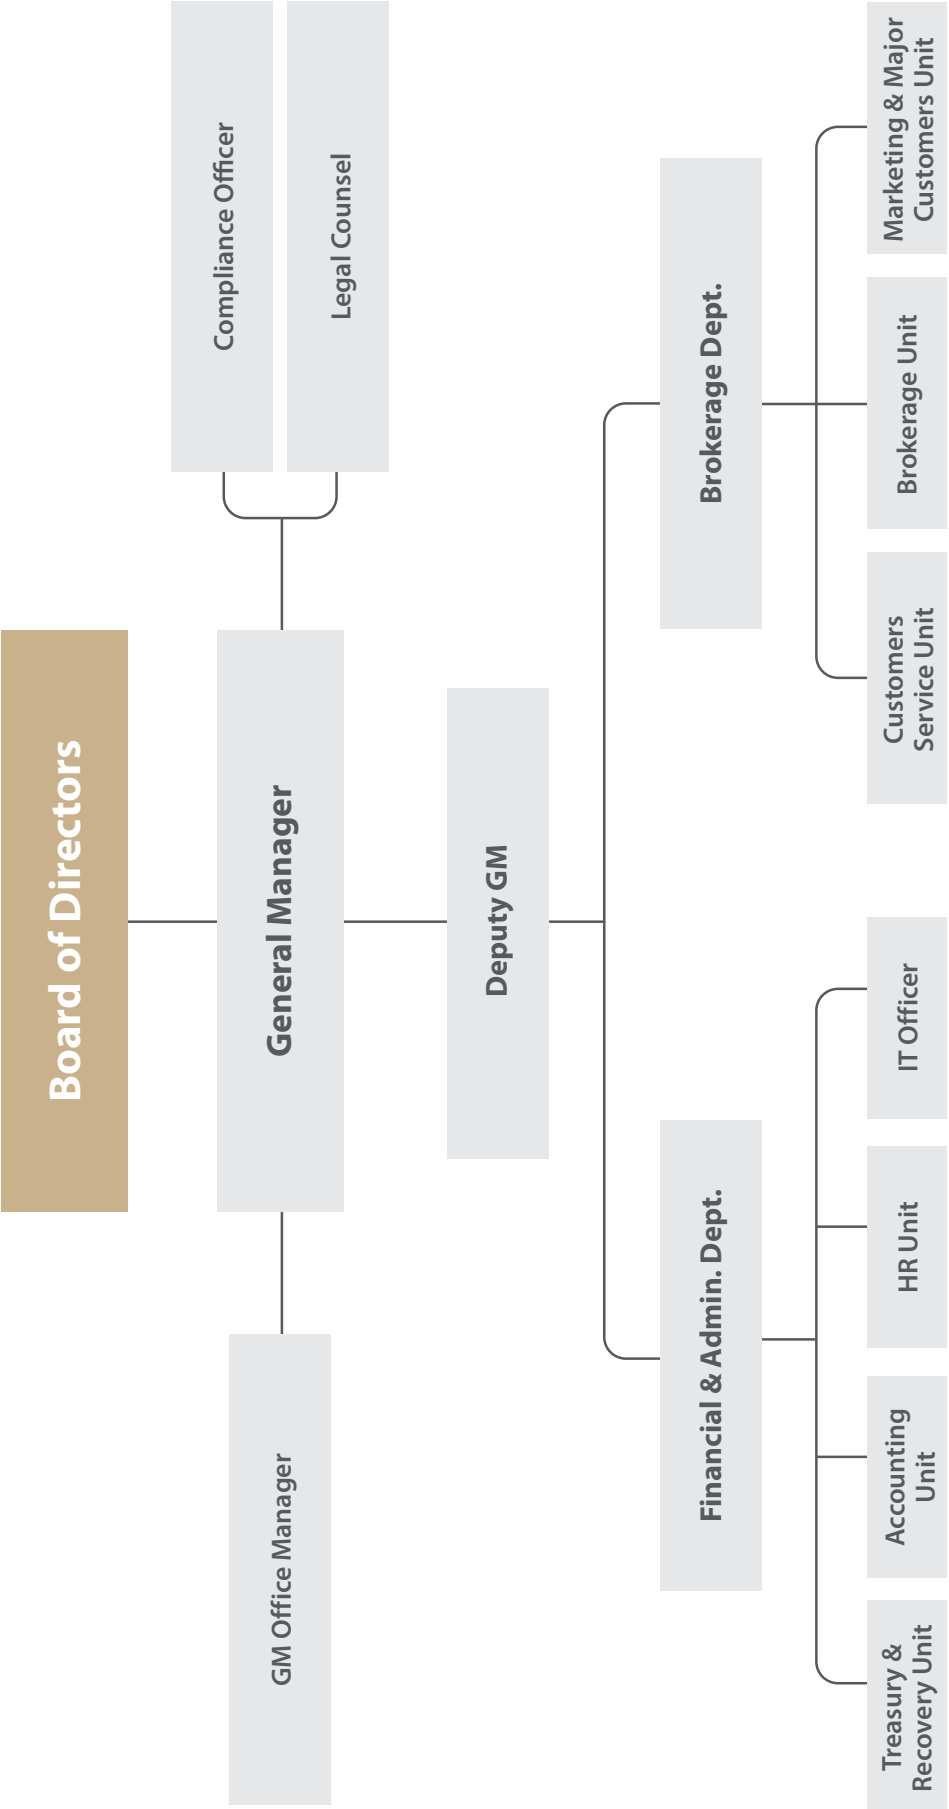 Board of Directors
General Manager
GM Office Manager
Compliance Officer
Legal Counsel
Deputy GM
Financial & Admin. Dept.
Brokerage Dept.
Treasury &
Recovery Unit
Accounting
Unit
HR Unit
IT Officer
Customers
Service Unit
Brokerage Unit
Marketing & Major
Customers Unit